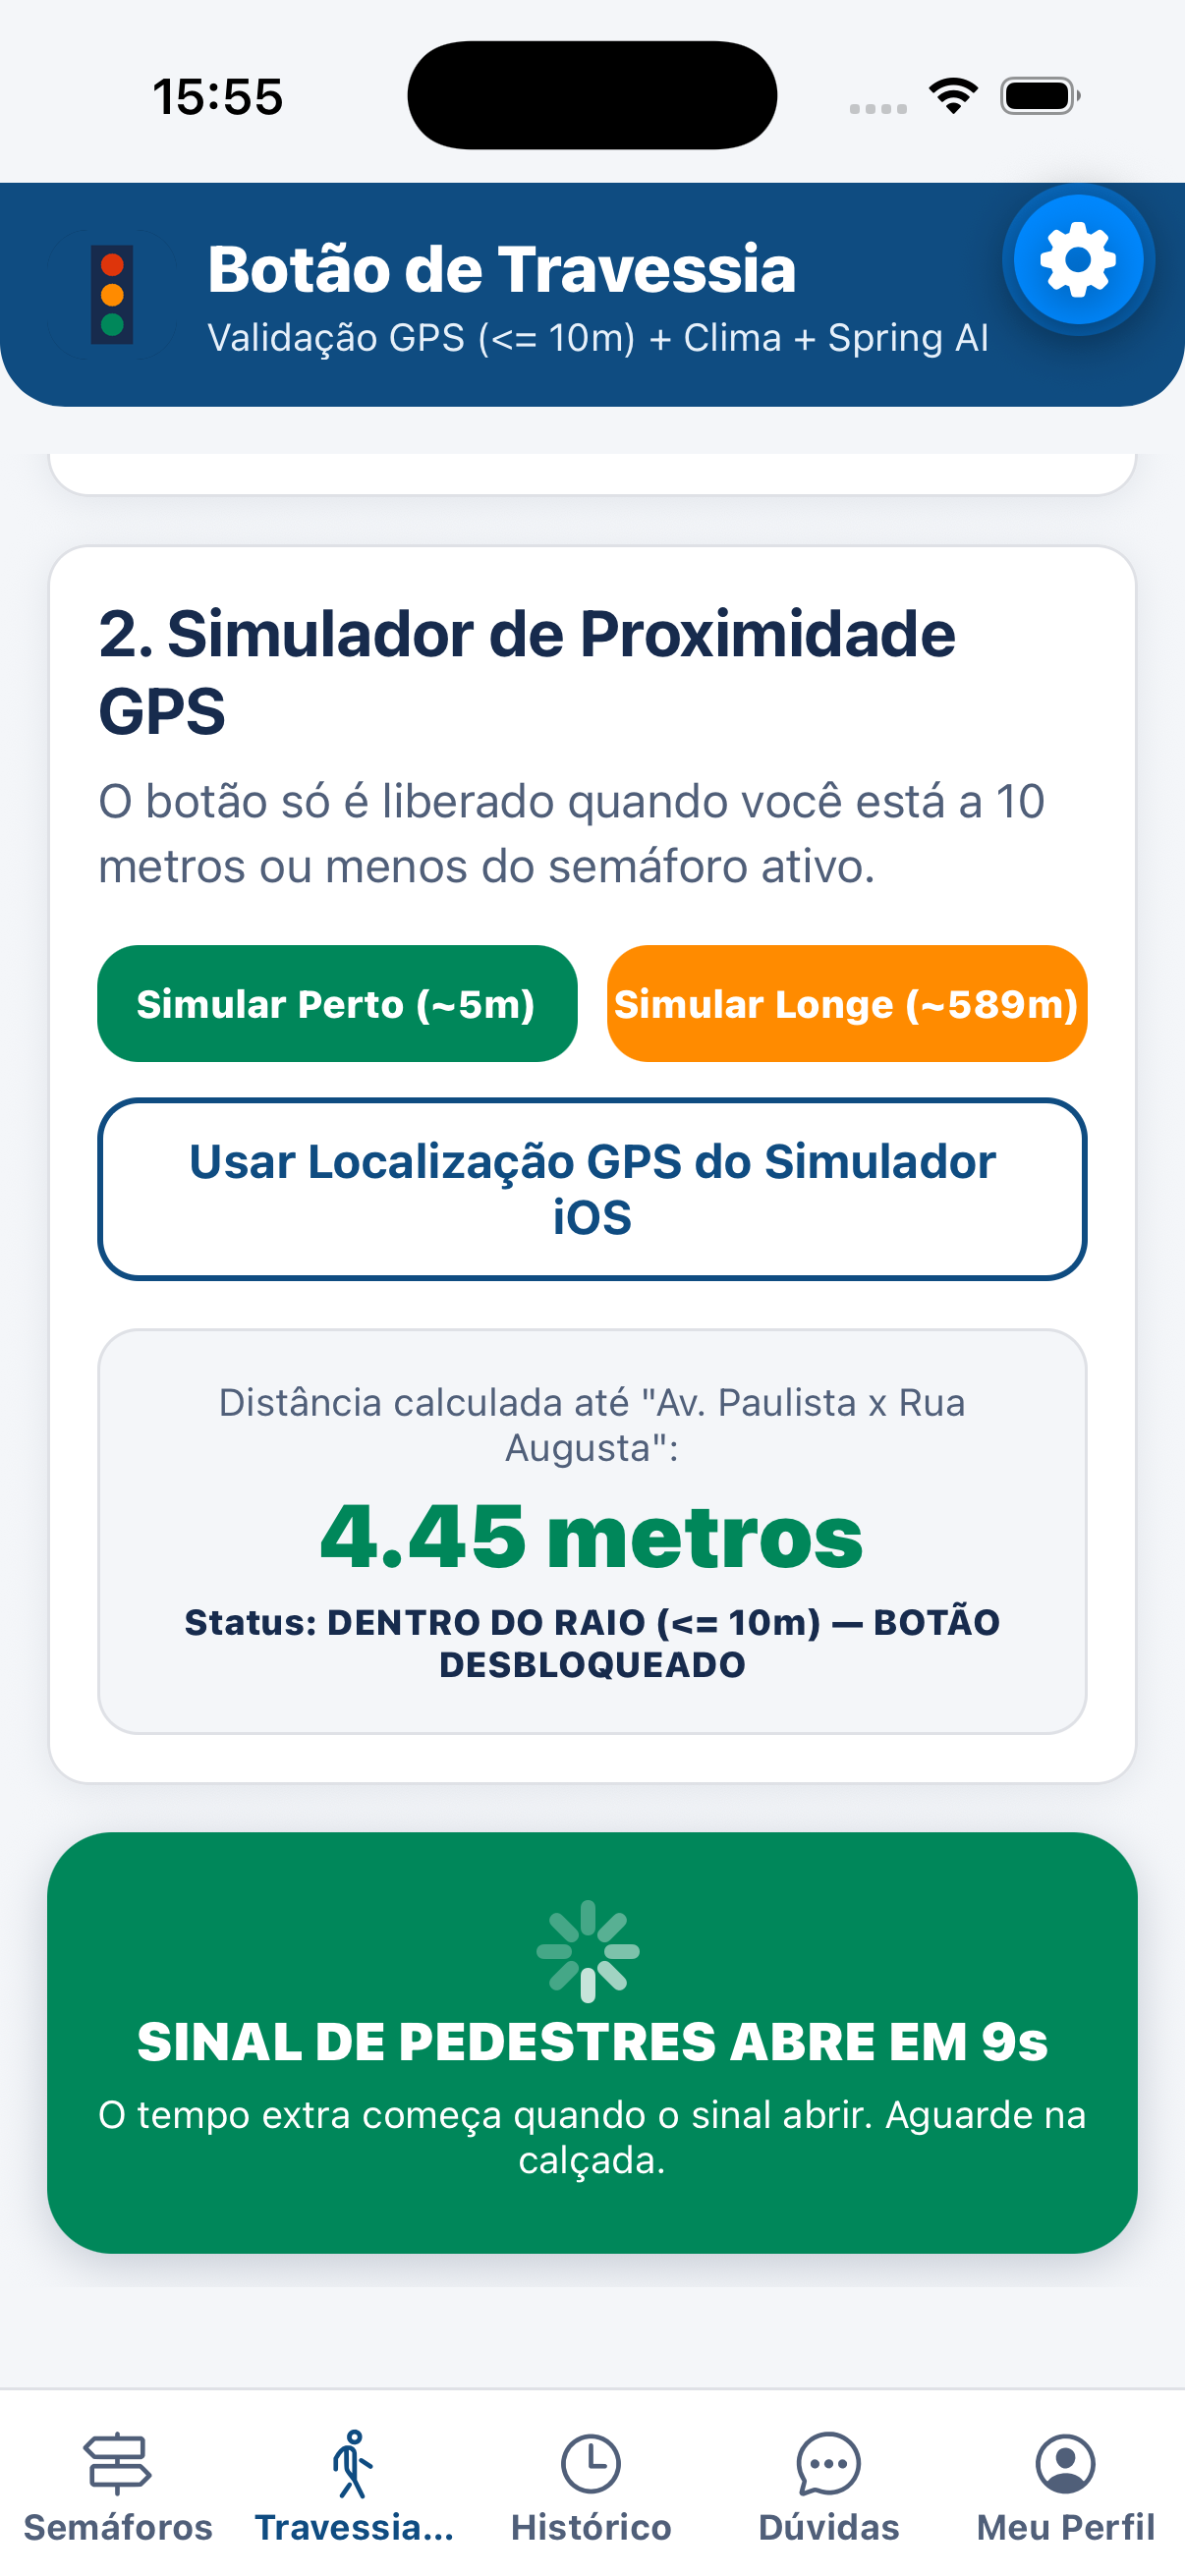 15:55
Botão de Travessia
Validação GPS (<= 10m) + Clima + Spring AI
2. Simulador de Proximidade
GPS
O botão só é liberado quando você está a 10
metros ou menos do semáforo ativo.
Simular Perto (~5m)
Simular Longe (~589m)
Usar Localização GPS do Simulador
iOS
Distância calculada até "Av. Paulista x Rua
Augusta":
4.45 metros
Status: DENTRO DO RAIO (<= 10m) — BOTÃO
DESBLOQUEADO
SINAL DE PEDESTRES ABRE EM 9s
O tempo extra começa quando o sinal abrir. Aguarde na
calçada.
Semáforos
Travessia...
Histórico
Dúvidas
Meu Perfil